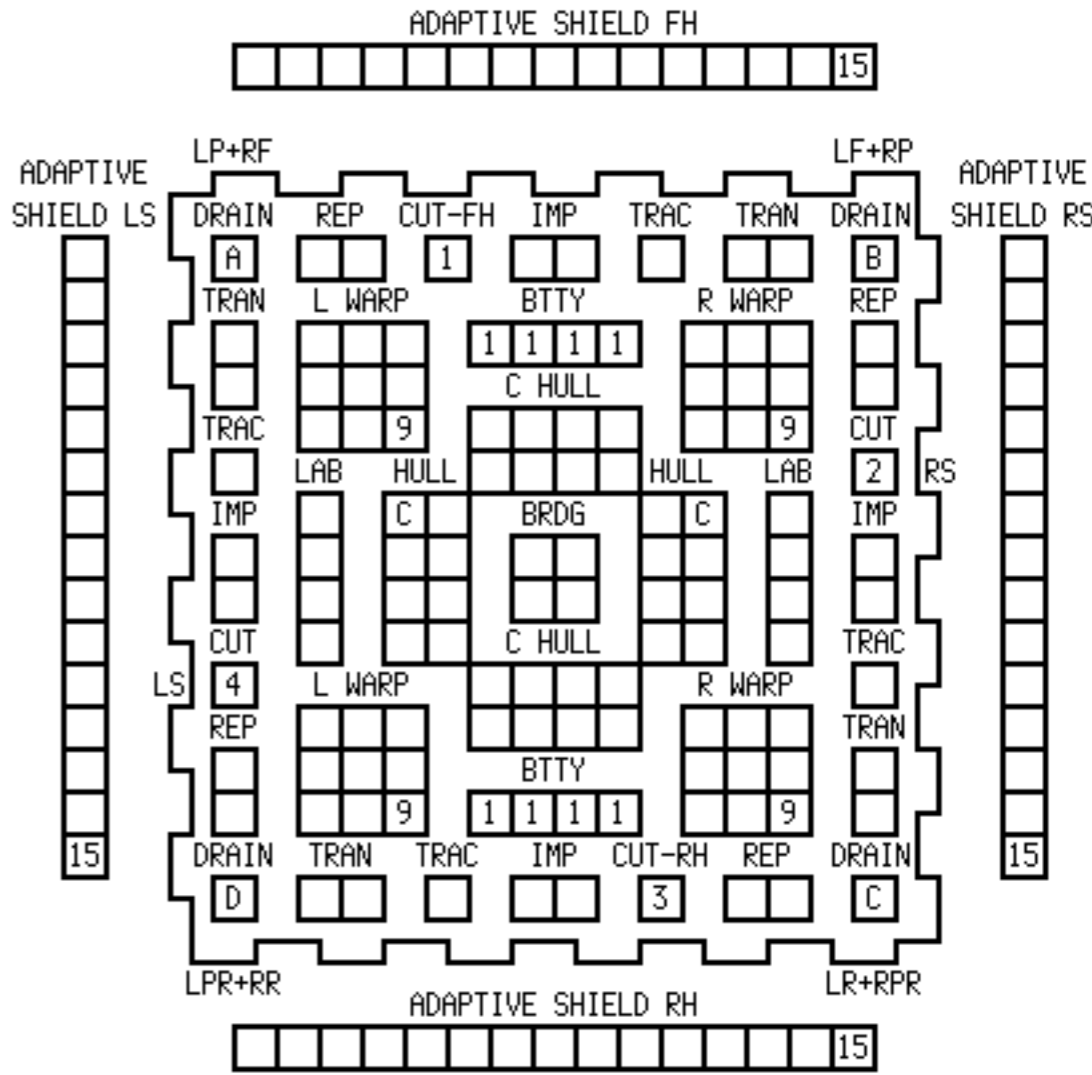 ADAPTIVE SHIELD FH
15
LP+RF LF+RP
ADAPTIVE ADAPTIVE
SHIELD LS DRAIN REP CUT-FH IMP TRAC TRAN DRAIN SHIELD RS
A 1 B
TRAN L WARP BTTY R WARP REP
1 1 1 1
C HULL
TRAC 9 9 CUT
LAB HULL HULL LAB 2 RS
IMP C BRDG C IMP
CUT C HULL TRAC
LS 4 L WARP R WARP
REP TRAN
BTTY
9 1 1 1 1 9
15 DRAIN TRAN TRAC IMP CUT-RH REP DRAIN 15
D 3 C
LPR+RR LR+RPR
ADAPTIVE SHIELD RH
15